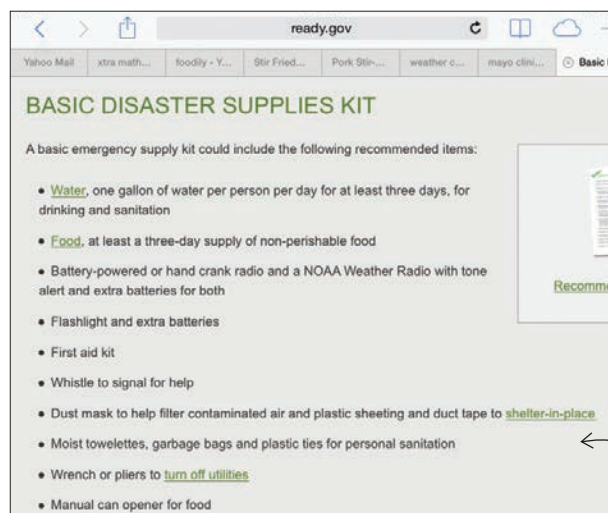 ready.gov
Yahoo Mail xtra math... foodily - Y... Stir Fried... Pork Stir-... weather c... mayo clini... Basic
BASIC DISASTER SUPPLIES KIT
A basic emergency supply kit could include the following recommended items:
• Water, one gallon of water per person per day for at least three days, for
drinking and sanitation
• Food, at least a three-day supply of non-perishable food
• Battery-powered or hand crank radio and a NOAA Weather Radio with tone
alert and extra batteries for both
Recomme
• Flashlight and extra batteries
• First aid kit
• Whistle to signal for help
• Dust mask to help filter contaminated air and plastic sheeting and duct tape to shelter-in-place
• Moist towelettes, garbage bags and plastic ties for personal sanitation
• Wrench or pliers to turn off utilities
• Manual can opener for food